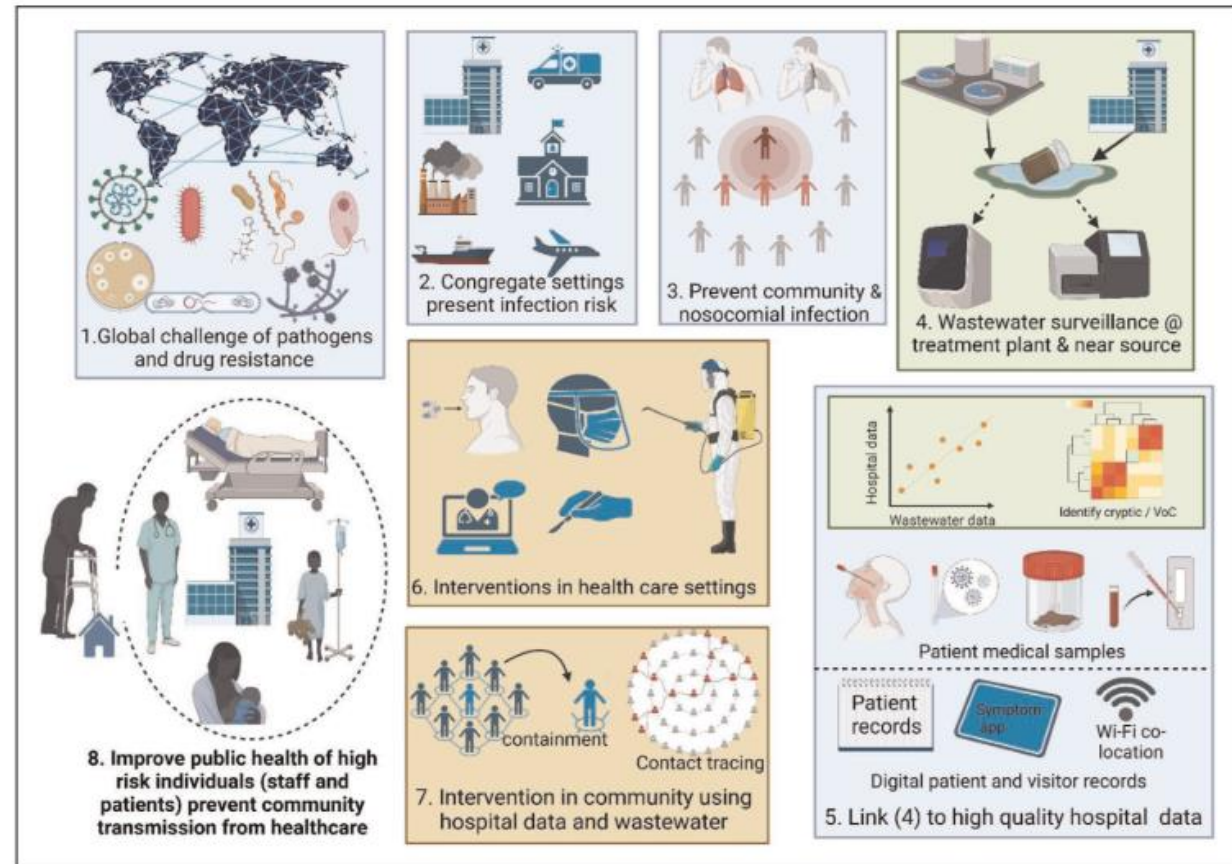 1.Global challenge of pathogens
and drug resistance
2. Congregate settings
present infection risk
3. Prevent community &
nosocomial infection
4. Wastewater surveillance @
treatment plant & near source
Hospital data
Wastewater data
Identify cryptic / VoC
Patient medical samples
Patient
records
Symptom
app
Wi-Fi co-
location
Digital patient and visitor records
5. Link (4) to high quality hospital data
6. Interventions in health care settings
containment
Contact tracing
7. Intervention in community using
hospital data and wastewater
8. Improve public health of high
risk individuals (staff and
patients) prevent community
transmission from healthcare